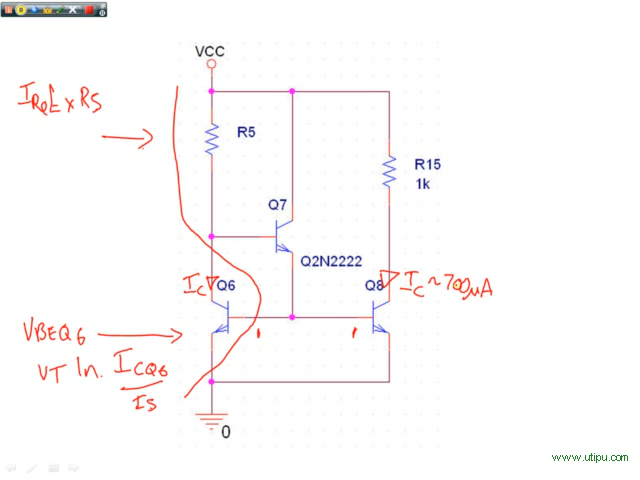 VCC
IRef x R5
R5
R15
1k
Q7
Q2N2222
Ic
Q6
Q8
Ic ~ 700µA
VBEQ6
VT ln. ICQ6
IS
0
www.utipu.com